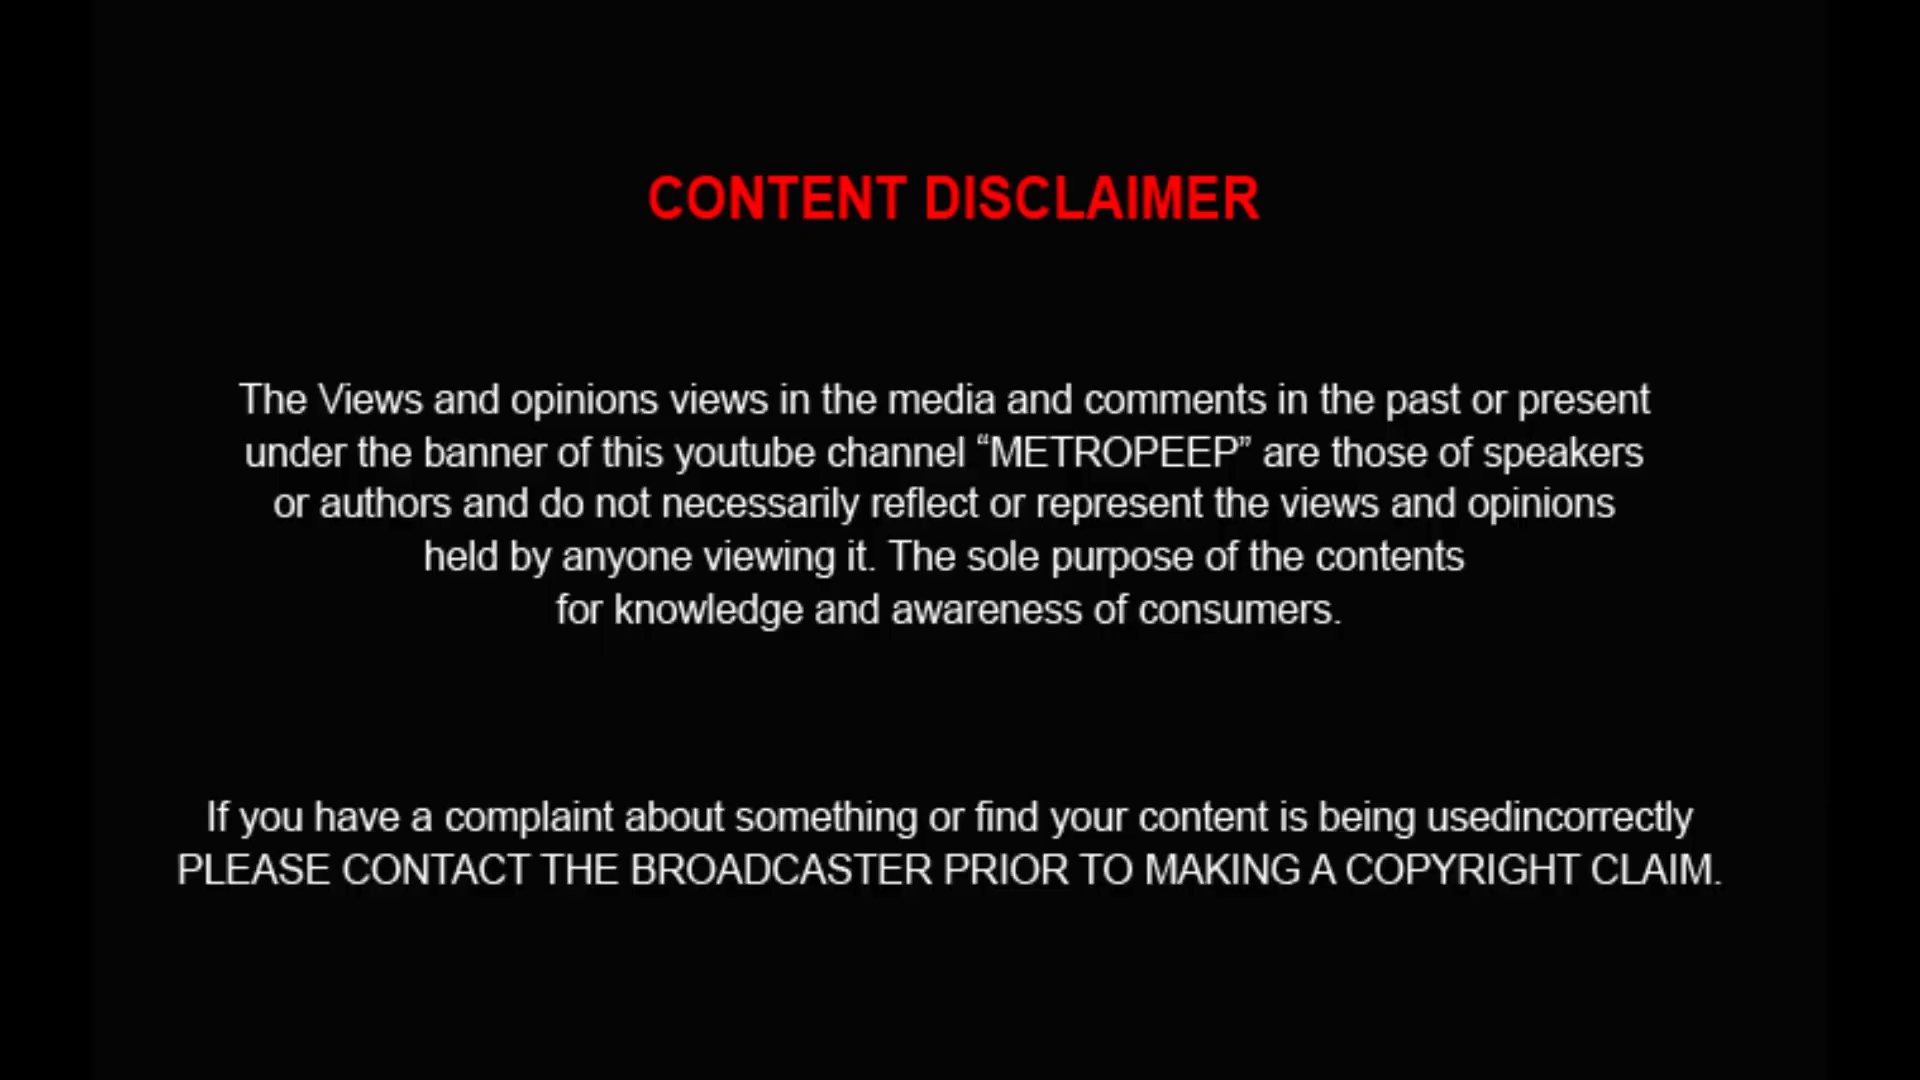 CONTENT DISCLAIMER
The Views and opinions views in the media and comments in the past or present
under the banner of this youtube channel “METROPEEP” are those of speakers
or authors and do not necessarily reflect or represent the views and opinions
held by anyone viewing it. The sole purpose of the contents
for knowledge and awareness of consumers.
If you have a complaint about something or find your content is being usedincorrectly
PLEASE CONTACT THE BROADCASTER PRIOR TO MAKING A COPYRIGHT CLAIM.